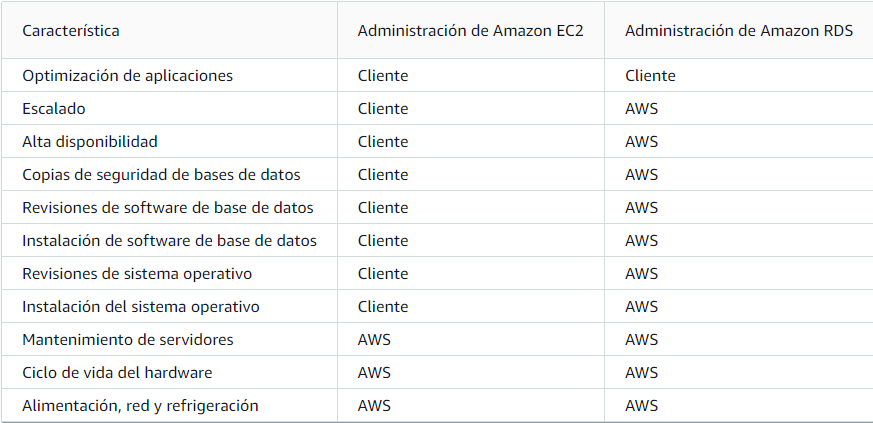 Característica Administración de Amazon EC2 Administración de Amazon RDS
Optimización de aplicaciones Cliente Cliente
Escalado Cliente AWS
Alta disponibilidad Cliente AWS
Copias de seguridad de bases de datos Cliente AWS
Revisiones de software de base de datos Cliente AWS
Instalación de software de base de datos Cliente AWS
Revisiones de sistema operativo Cliente AWS
Instalación del sistema operativo Cliente AWS
Mantenimiento de servidores AWS AWS
Ciclo de vida del hardware AWS AWS
Alimentación, red y refrigeración AWS AWS